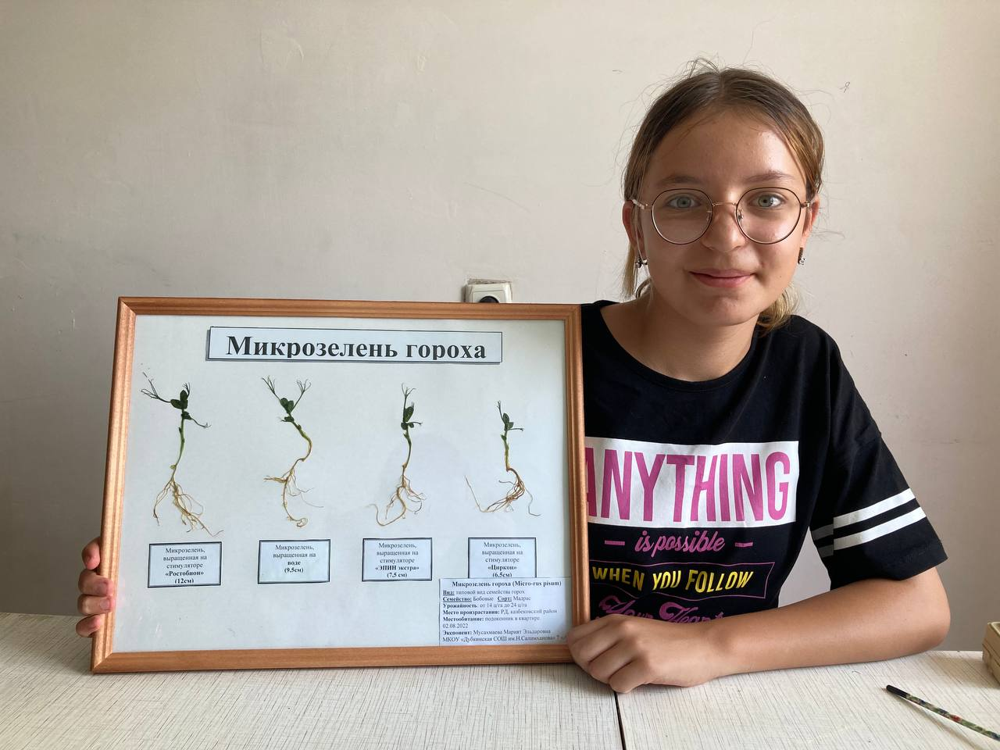 Микрозелень гороха
Микрозелень,
выращенная на
стимуляторе
«Ростобион»
(12см)
Микрозелень,
выращенная на
воде
(9,5см)
Микрозелень,
выращенная на
стимуляторе
«ЭПИН экстра»
(7,5 см)
Микрозелень,
выращенная на
стимуляторе
«Циркон»
(6,5см)
Микрозелень гороха (Micro-rus pisum)
Вид: типовой вид семейства горох
Семейство: Бобовые Сорт: Мадрас
Урожайность: от 14 ц/га до 24 ц/га
Место произрастания: РД, казбековский район
Местообитание: подоконник в квартире.
02.08.2022
Экспонент: Мусахмаева Марият Эльдаровна
МКОУ «Дубкинская СОШ им.Н.Салимханова» 7
ANYTHING
is possible
WHEN YOU FOLLOW
Your Heart